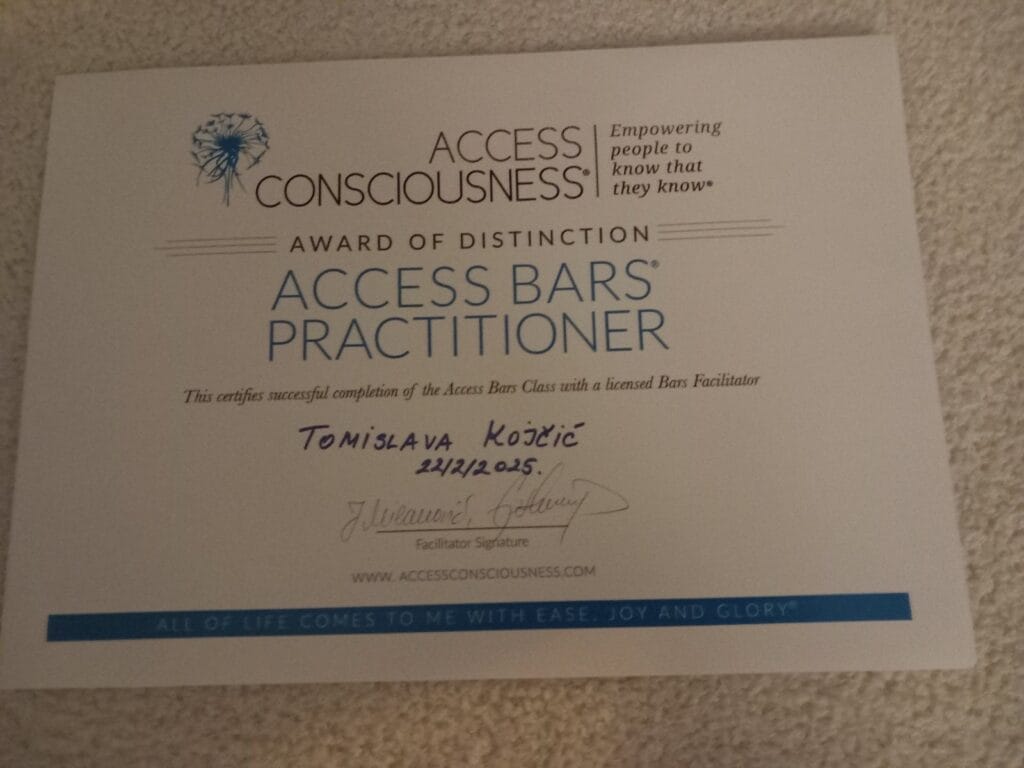 ACCESS
CONSCIOUSNESS®
Empowering
people to
know that
they know®
AWARD OF DISTINCTION
ACCESS BARS®
PRACTITIONER
This certifies successful completion of the Access Bars Class with a licensed Bars Facilitator
TOMISLAVA KOJČIĆ
22/2/2025.
Facilitator Signature
WWW.ACCESSCONSCIOUSNESS.COM
ALL OF LIFE COMES TO ME WITH EASE, JOY AND GLORY®